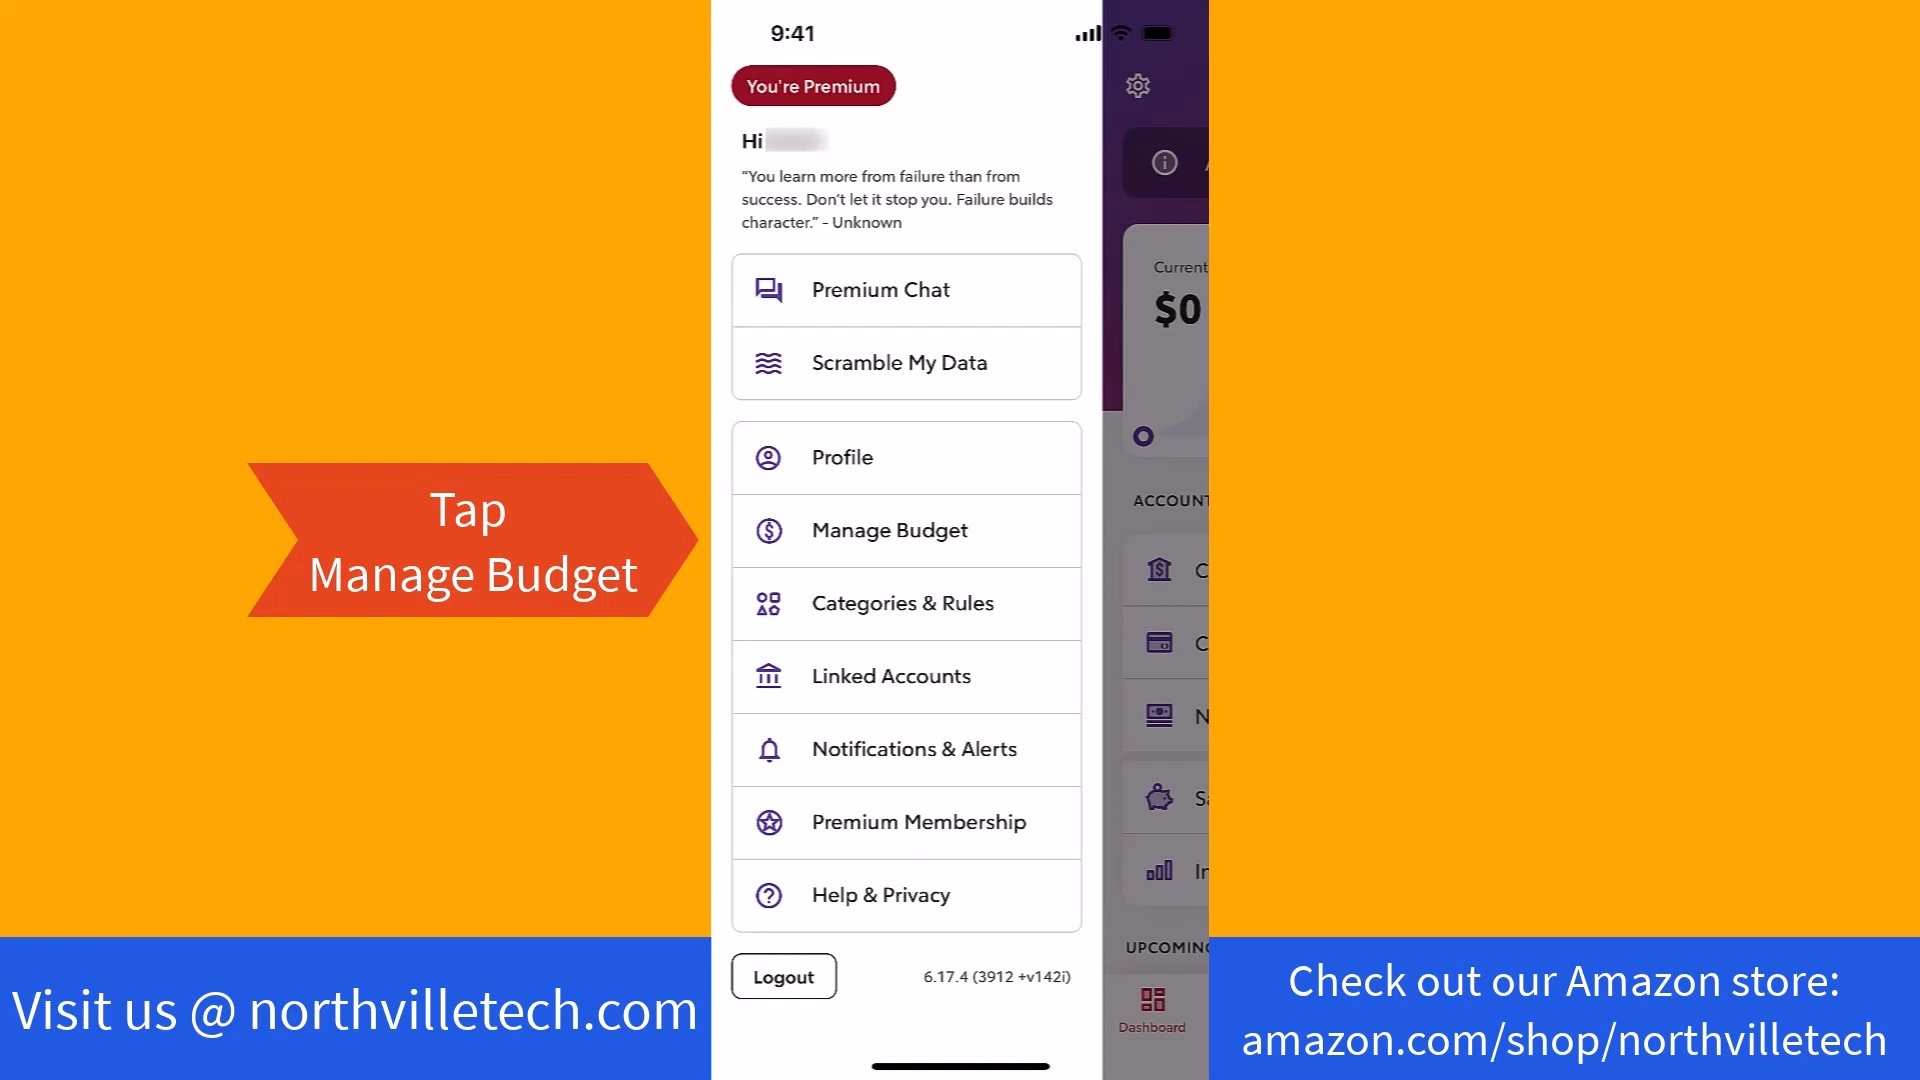 9:41
You're Premium
Hi
“You learn more from failure than from
success. Don’t let it stop you. Failure builds
character.” - Unknown
Premium Chat
Scramble My Data
Profile
Manage Budget
Categories & Rules
Linked Accounts
Notifications & Alerts
Premium Membership
Help & Privacy
Logout
6.17.4 (3912 +v142i)
Current
$0
ACCOUNT
C
C
N
Sa
In
UPCOMING
Dashboard
Tap
Manage Budget
Visit us @ northvilletech.com
Check out our Amazon store:
amazon.com/shop/northvilletech